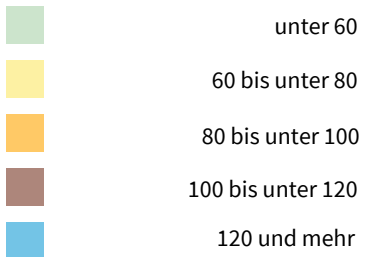 unter 60
60 bis unter 80
80 bis unter 100
100 bis unter 120
120 und mehr